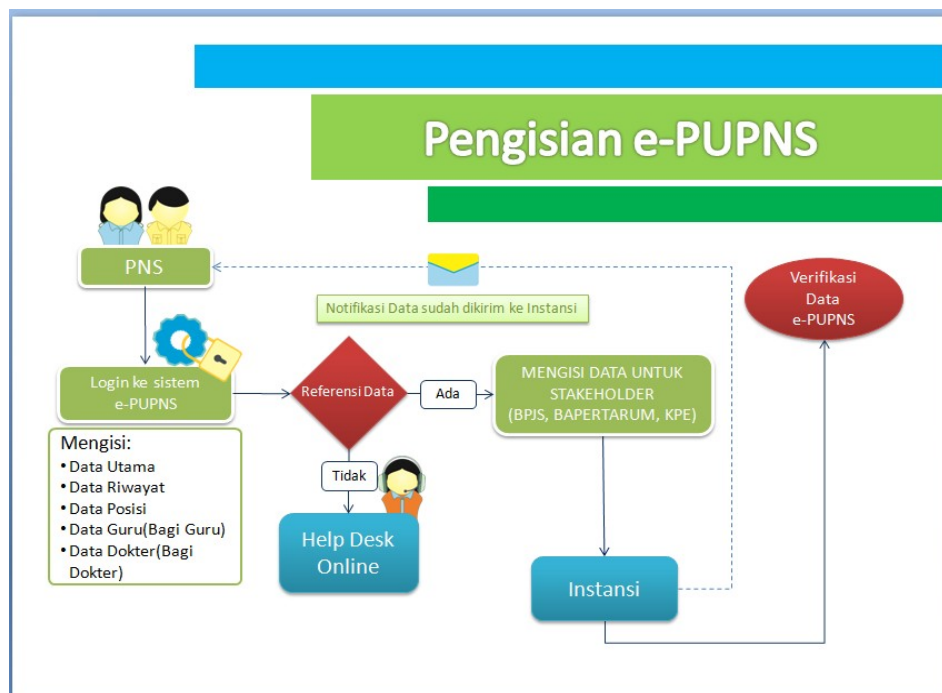 Pengisian e-PUPNS
PNS
Notifikasi Data sudah dikirim ke Instansi
Verifikasi
Data
e-PUPNS
Login ke sistem
e-PUPNS
Referensi Data
Ada
MENGISI DATA UNTUK
STAKEHOLDER
(BPJS, BAPERTARUM, KPE)
Mengisi:
• Data Utama
• Data Riwayat
• Data Posisi
• Data Guru(Bagi Guru)
• Data Dokter(Bagi
Dokter)
Tidak
Help Desk
Online
Instansi